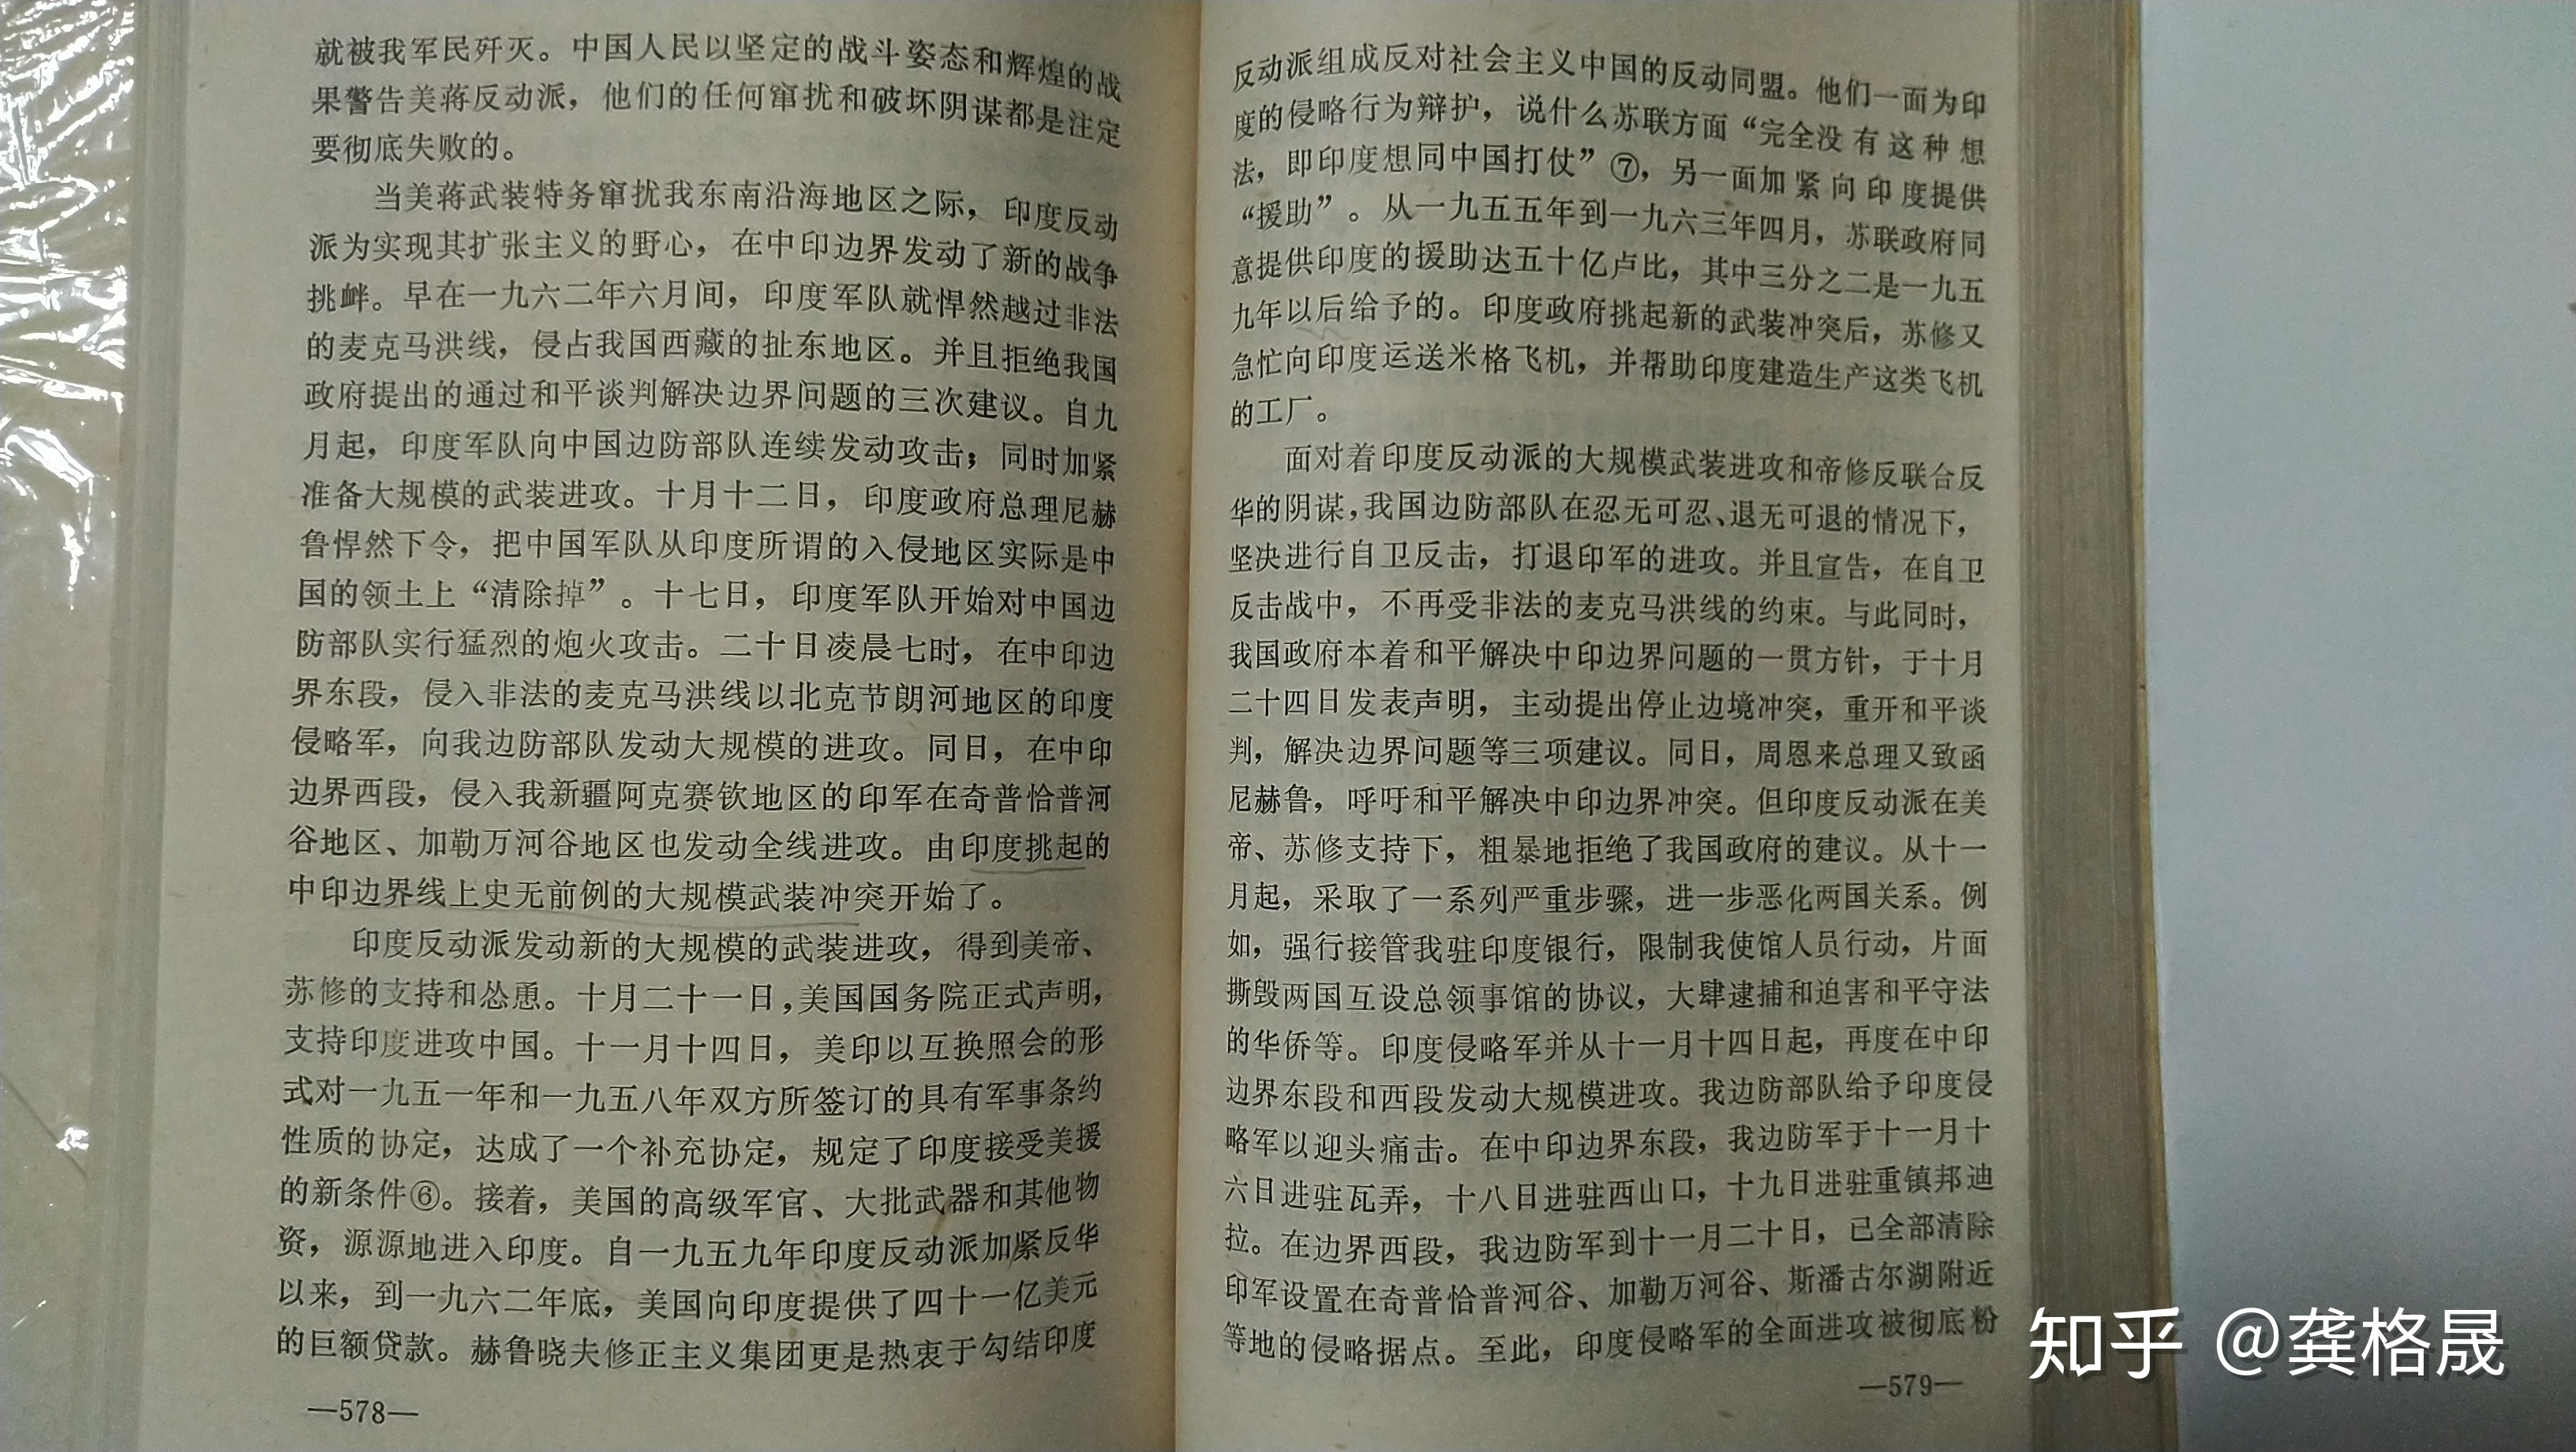 就被我军民歼灭。中国人民以坚定的战斗姿态和辉煌的战
果警告美蒋反动派，他们的任何窜扰和破坏阴谋都是注定
要彻底失败的。
当美蒋武装特务窜扰我东南沿海地区之际，印度反动
派为实现其扩张主义的野心，在中印边界发动了新的战争
挑衅。早在一九六二年六月间，印度军队就悍然越过非法
的麦克马洪线，侵占我国西藏的扯东地区。并且拒绝我国
政府提出的通过和平谈判解决边界问题的三次建议。自九
月起，印度军队向中国边防部队连续发动攻击；同时加紧
准备大规模的武装进攻。十月十二日，印度政府总理尼赫
鲁悍然下令，把中国军队从印度所谓的入侵地区实际是中
国的领土上“清除掉”。十七日，印度军队开始对中国边
防部队实行猛烈的炮火攻击。二十日凌晨七时，在中印边
界东段，侵入非法的麦克马洪线以北克节朗河地区的印度
侵略军，向我边防部队发动大规模的进攻。同日，在中印
边界西段，侵入我新疆阿克赛钦地区的印军在奇普恰普河
谷地区、加勒万河谷地区也发动全线进攻。由印度挑起的
中印边界线上史无前例的大规模武装冲突开始了。
印度反动派发动新的大规模的武装进攻，得到美帝、
苏修的支持和怂恿。十月二十一日，美国国务院正式声明，
支持印度进攻中国。十一月十四日，美印以互换照会的形
式对一九五一年和一九五八年双方所签订的具有军事条约
性质的协定，达成了一个补充协定，规定了印度接受美援
的新条件⑥。接着，美国的高级军官、大批武器和其他物
资，源源地进入印度。自一九五九年印度反动派加紧反华
以来，到一九六二年底，美国向印度提供了四十一亿美元
的巨额贷款。赫鲁晓夫修正主义集团更是热衷于勾结印度
—578—
反动派组成反对社会主义中国的反动同盟。他们一面为印
度的侵略行为辩护，说什么苏联方面“完全没有这种想
法，即印度想同中国打仗”⑦，另一面加紧向印度提供
“援助”。从一九五五年到一九六三年四月，苏联政府同
意提供印度的援助达五十亿卢比，其中三分之二是一九五
九年以后给予的。印度政府挑起新的武装冲突后，苏修又
急忙向印度运送米格飞机，并帮助印度建造生产这类飞机
的工厂。
面对着印度反动派的大规模武装进攻和帝修反联合反
华的阴谋，我国边防部队在忍无可忍、退无可退的情况下，
坚决进行自卫反击，打退印军的进攻。并且宣告，在自卫
反击战中，不再受非法的麦克马洪线的约束。与此同时，
我国政府本着和平解决中印边界问题的一贯方针，于十月
二十四日发表声明，主动提出停止边境冲突，重开和平谈
判，解决边界问题等三项建议。同日，周恩来总理又致函
尼赫鲁，呼吁和平解决中印边界冲突。但印度反动派在美
帝、苏修支持下，粗暴地拒绝了我国政府的建议。从十一
月起，采取了一系列严重步骤，进一步恶化两国关系。例
如，强行接管我驻印度银行，限制我使馆人员行动，片面
撕毁两国互设总领事馆的协议，大肆逮捕和迫害和平守法
的华侨等。印度侵略军并从十一月十四日起，再度在中印
边界东段和西段发动大规模进攻。我边防部队给予印度侵
略军以迎头痛击。在中印边界东段，我边防军于十一月十
六日进驻瓦弄，十八日进驻西山口，十九日进驻重镇邦迪
拉。在边界西段，我边防军到十一月二十日，已全部清除
印军设置在奇普恰普河谷、加勒万河谷、斯潘古尔湖附近
等地的侵略据点。至此，印度侵略军的全面进攻被彻底粉
—579—
知乎 @龚格晟